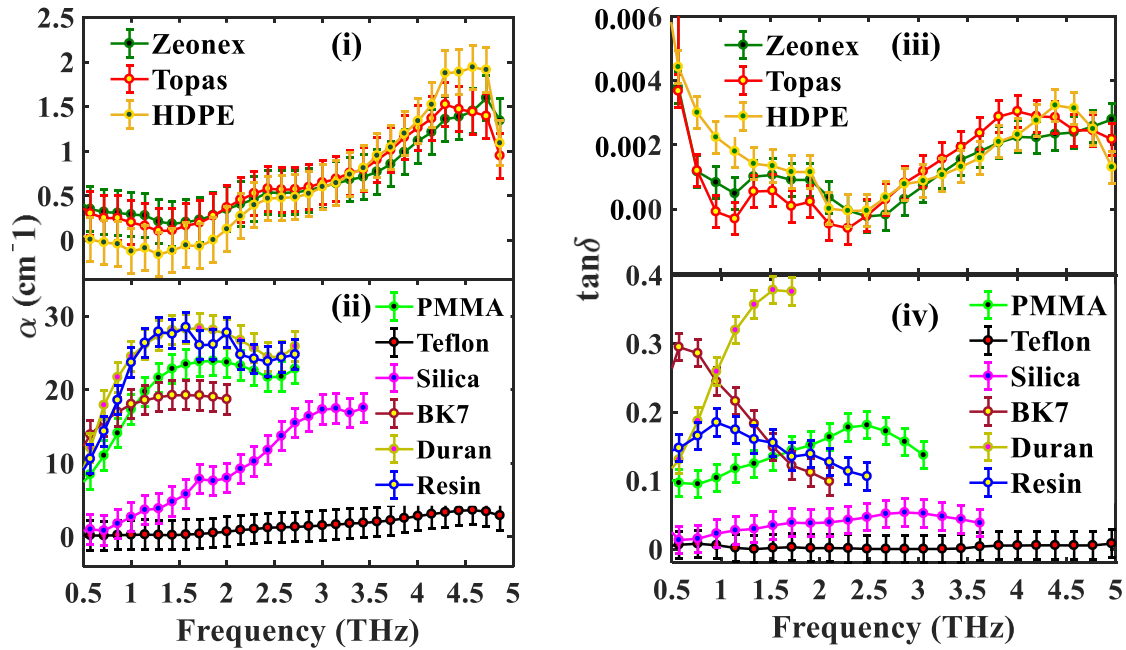 2.5
2
1.5
1
0.5
0
Zeonex
Topas
HDPE
(i)
30
20
10
0
(ii)
PMMA
Teflon
Silica
BK7
Duran
Resin
α (cm⁻1)
0.5 1 1.5 2 2.5 3 3.5 4 4.5 5
Frequency (THz)
0.006
0.004
0.002
0.00
Zeonex
Topas
HDPE
(iii)
0.4
0.3
0.2
0.1
0
(iv)
PMMA
Teflon
Silica
BK7
Duran
Resin
tanδ
0.5 1 1.5 2 2.5 3 3.5 4 4.5 5
Frequency (THz)